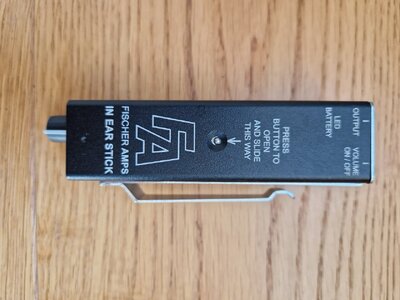 FA
FISCHER AMPS
IN EAR STICK
PRESS
BUTTON TO
OPEN
AND SLIDE
THIS WAY
LED
BATTERY
OUTPUT
VOLUME
ON / OFF